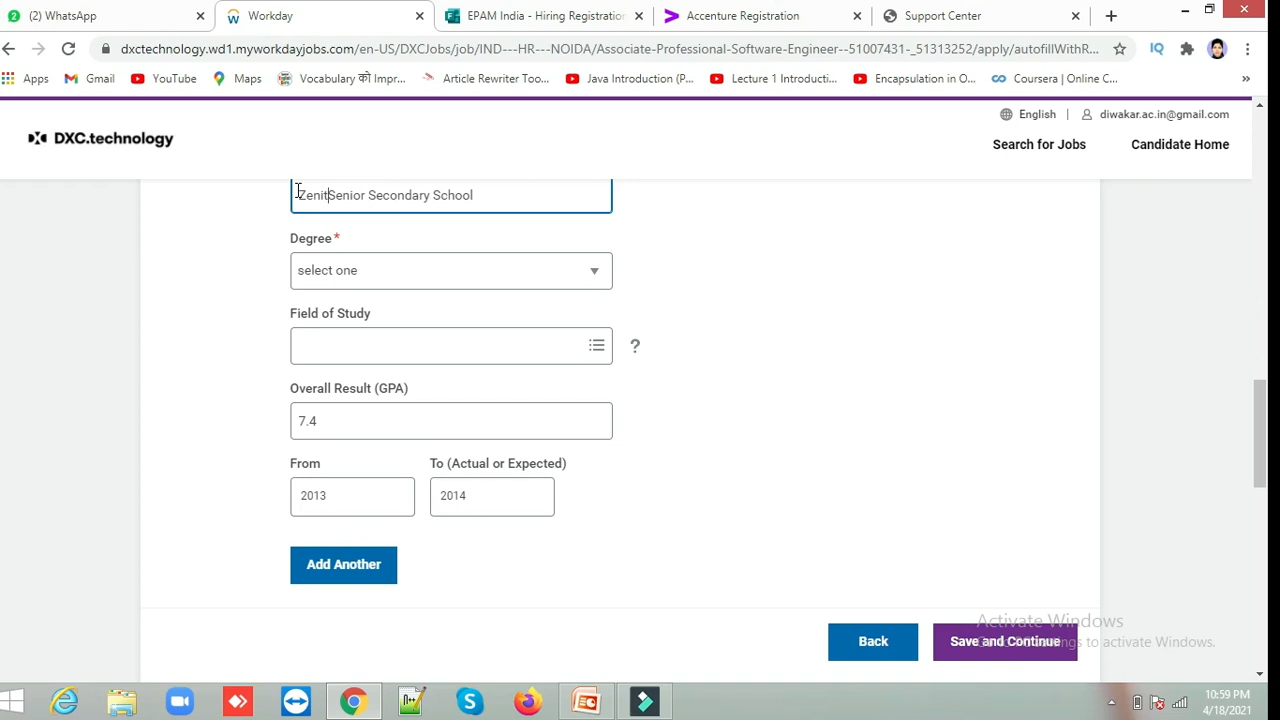 (2) WhatsApp
Workday
EPAM India - Hiring Registration
Accenture Registration
Support Center
dxctechnology.wd1.myworkdayjobs.com/en-US/DXCJobs/job/IND---HR---NOIDA/Associate-Professional-Software-Engineer--51007431-_51313252/apply/autofillWithR...
Apps
Gmail
YouTube
Maps
Vocabulary को Impr...
Article Rewriter Too...
Java Introduction (P...
Lecture 1 Introducti...
Encapsulation in O...
Coursera | Online C...
English
diwakar.ac.in@gmail.com
DXC.technology
Search for Jobs
Candidate Home
ZenitSenior Secondary School
Degree*
select one
Field of Study
?
Overall Result (GPA)
7.4
From
To (Actual or Expected)
2013
2014
Add Another
Back
Save and Continue
Activate Windows
Go to PC settings to activate Windows.
10:59 PM
4/18/2021